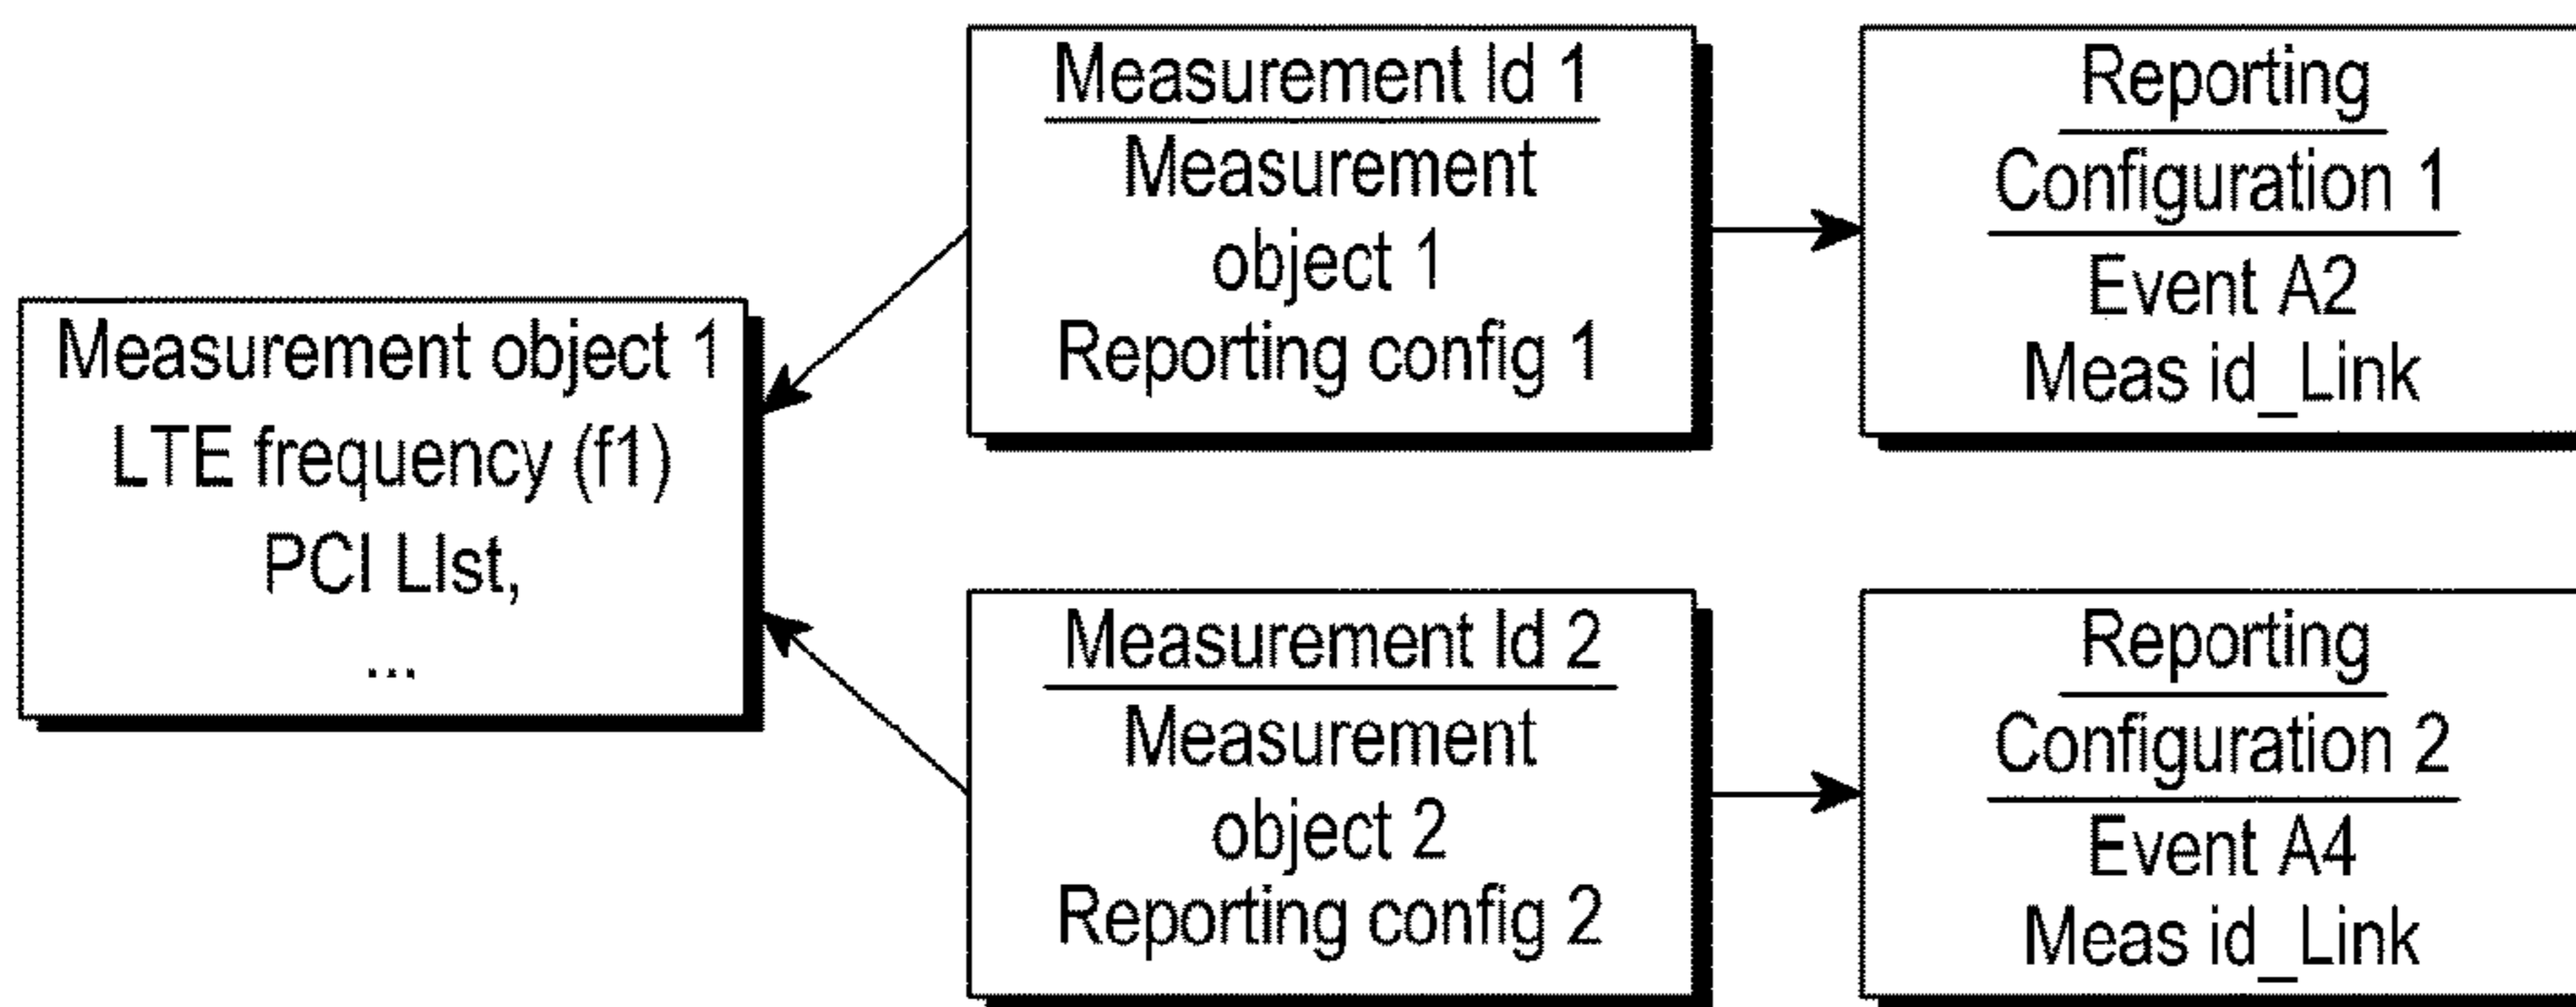 Measurement object 1
LTE frequency (f1)
PCI LIst,
...
Measurement Id 1
Measurement
object 1
Reporting config 1
Reporting
Configuration 1
Event A2
Meas id_Link
Measurement Id 2
Measurement
object 2
Reporting config 2
Reporting
Configuration 2
Event A4
Meas id_Link